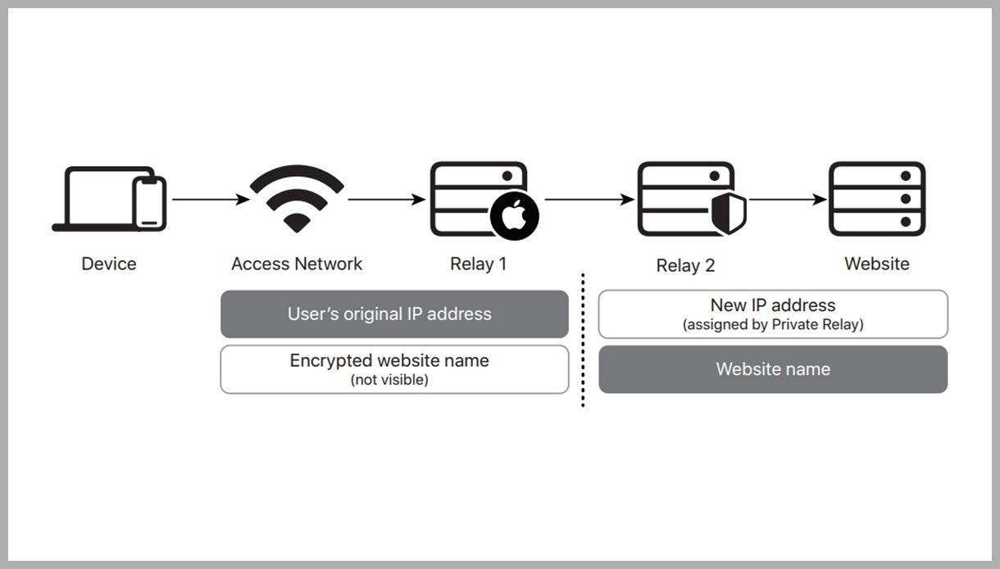 Device
Access Network
Relay 1
Relay 2
Website
User’s original IP address
Encrypted website name
(not visible)
New IP address
(assigned by Private Relay)
Website name